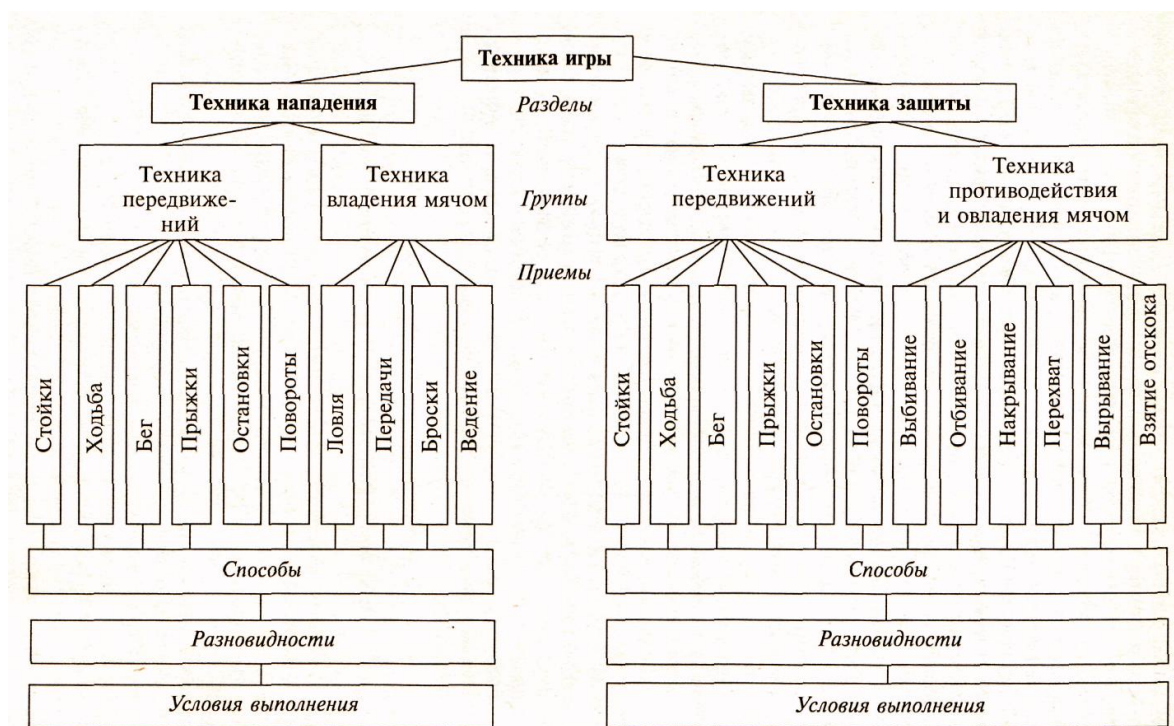 Техника игры
Техника нападения
Разделы
Техника защиты
Техника
передвиже-
ний
Техника
владения мячом
Группы
Техника
передвижений
Техника
противодействия
и овладения мячом
Приемы
Стойки
Ходьба
Бег
Прыжки
Остановки
Повороты
Ловля
Передачи
Броски
Ведение
Стойки
Ходьба
Бег
Прыжки
Остановки
Повороты
Выбивание
Отбивание
Накрывание
Перехват
Вырывание
Взятие отскока
Способы
Способы
Разновидности
Разновидности
Условия выполнения
Условия выполнения